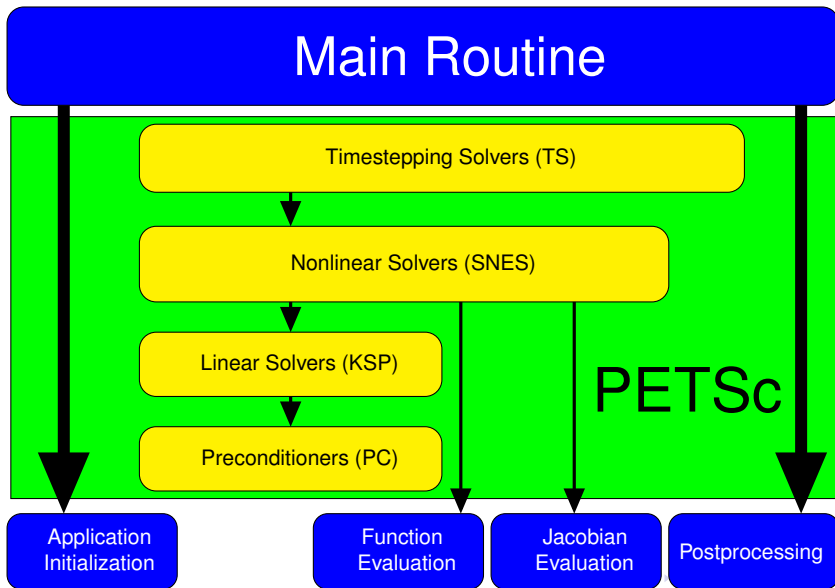 Main Routine
Timestepping Solvers (TS)
Nonlinear Solvers (SNES)
Linear Solvers (KSP)
PETSc
Preconditioners (PC)
Application
Initialization
Function
Evaluation
Jacobian
Evaluation
Postprocessing